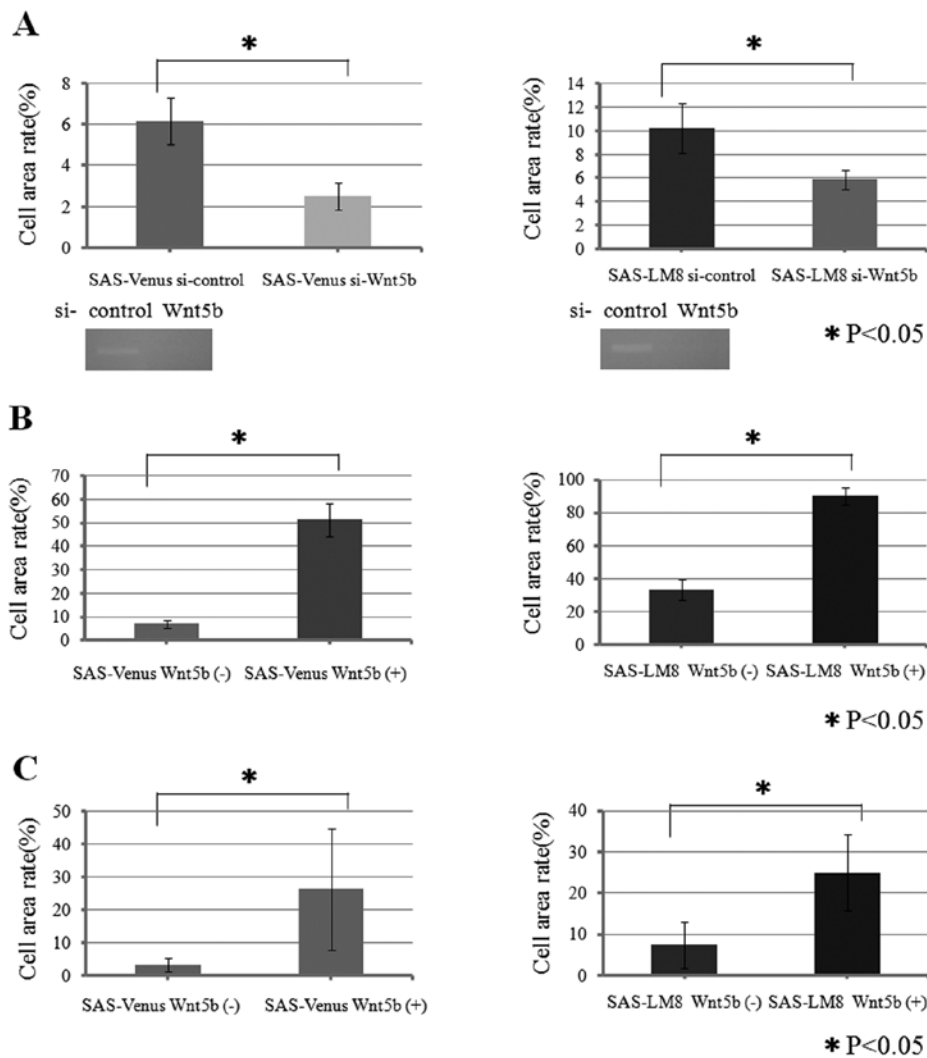 A
*
*
Cell area rate(%)
8
6
4
2
0
SAS-Venus si-control SAS-Venus si-Wnt5b
Cell area rate(%)
14
12
10
8
6
4
2
0
SAS-LM8 si-control SAS-LM8 si-Wnt5b
si- control Wnt5b
si- control Wnt5b
* P<0.05
B
*
*
Cell area rate(%)
70
60
50
40
30
20
10
0
SAS-Venus Wnt5b (-) SAS-Venus Wnt5b (+)
Cell area rate(%)
100
80
60
40
20
0
SAS-LM8 Wnt5b (-) SAS-LM8 Wnt5b (+)
* P<0.05
C
*
*
Cell area rate(%)
50
40
30
20
10
0
SAS-Venus Wnt5b (-) SAS-Venus Wnt5b (+)
Cell area rate(%)
40
30
20
10
0
SAS-LM8 Wnt5b (-) SAS-LM8 Wnt5b (+)
* P<0.05